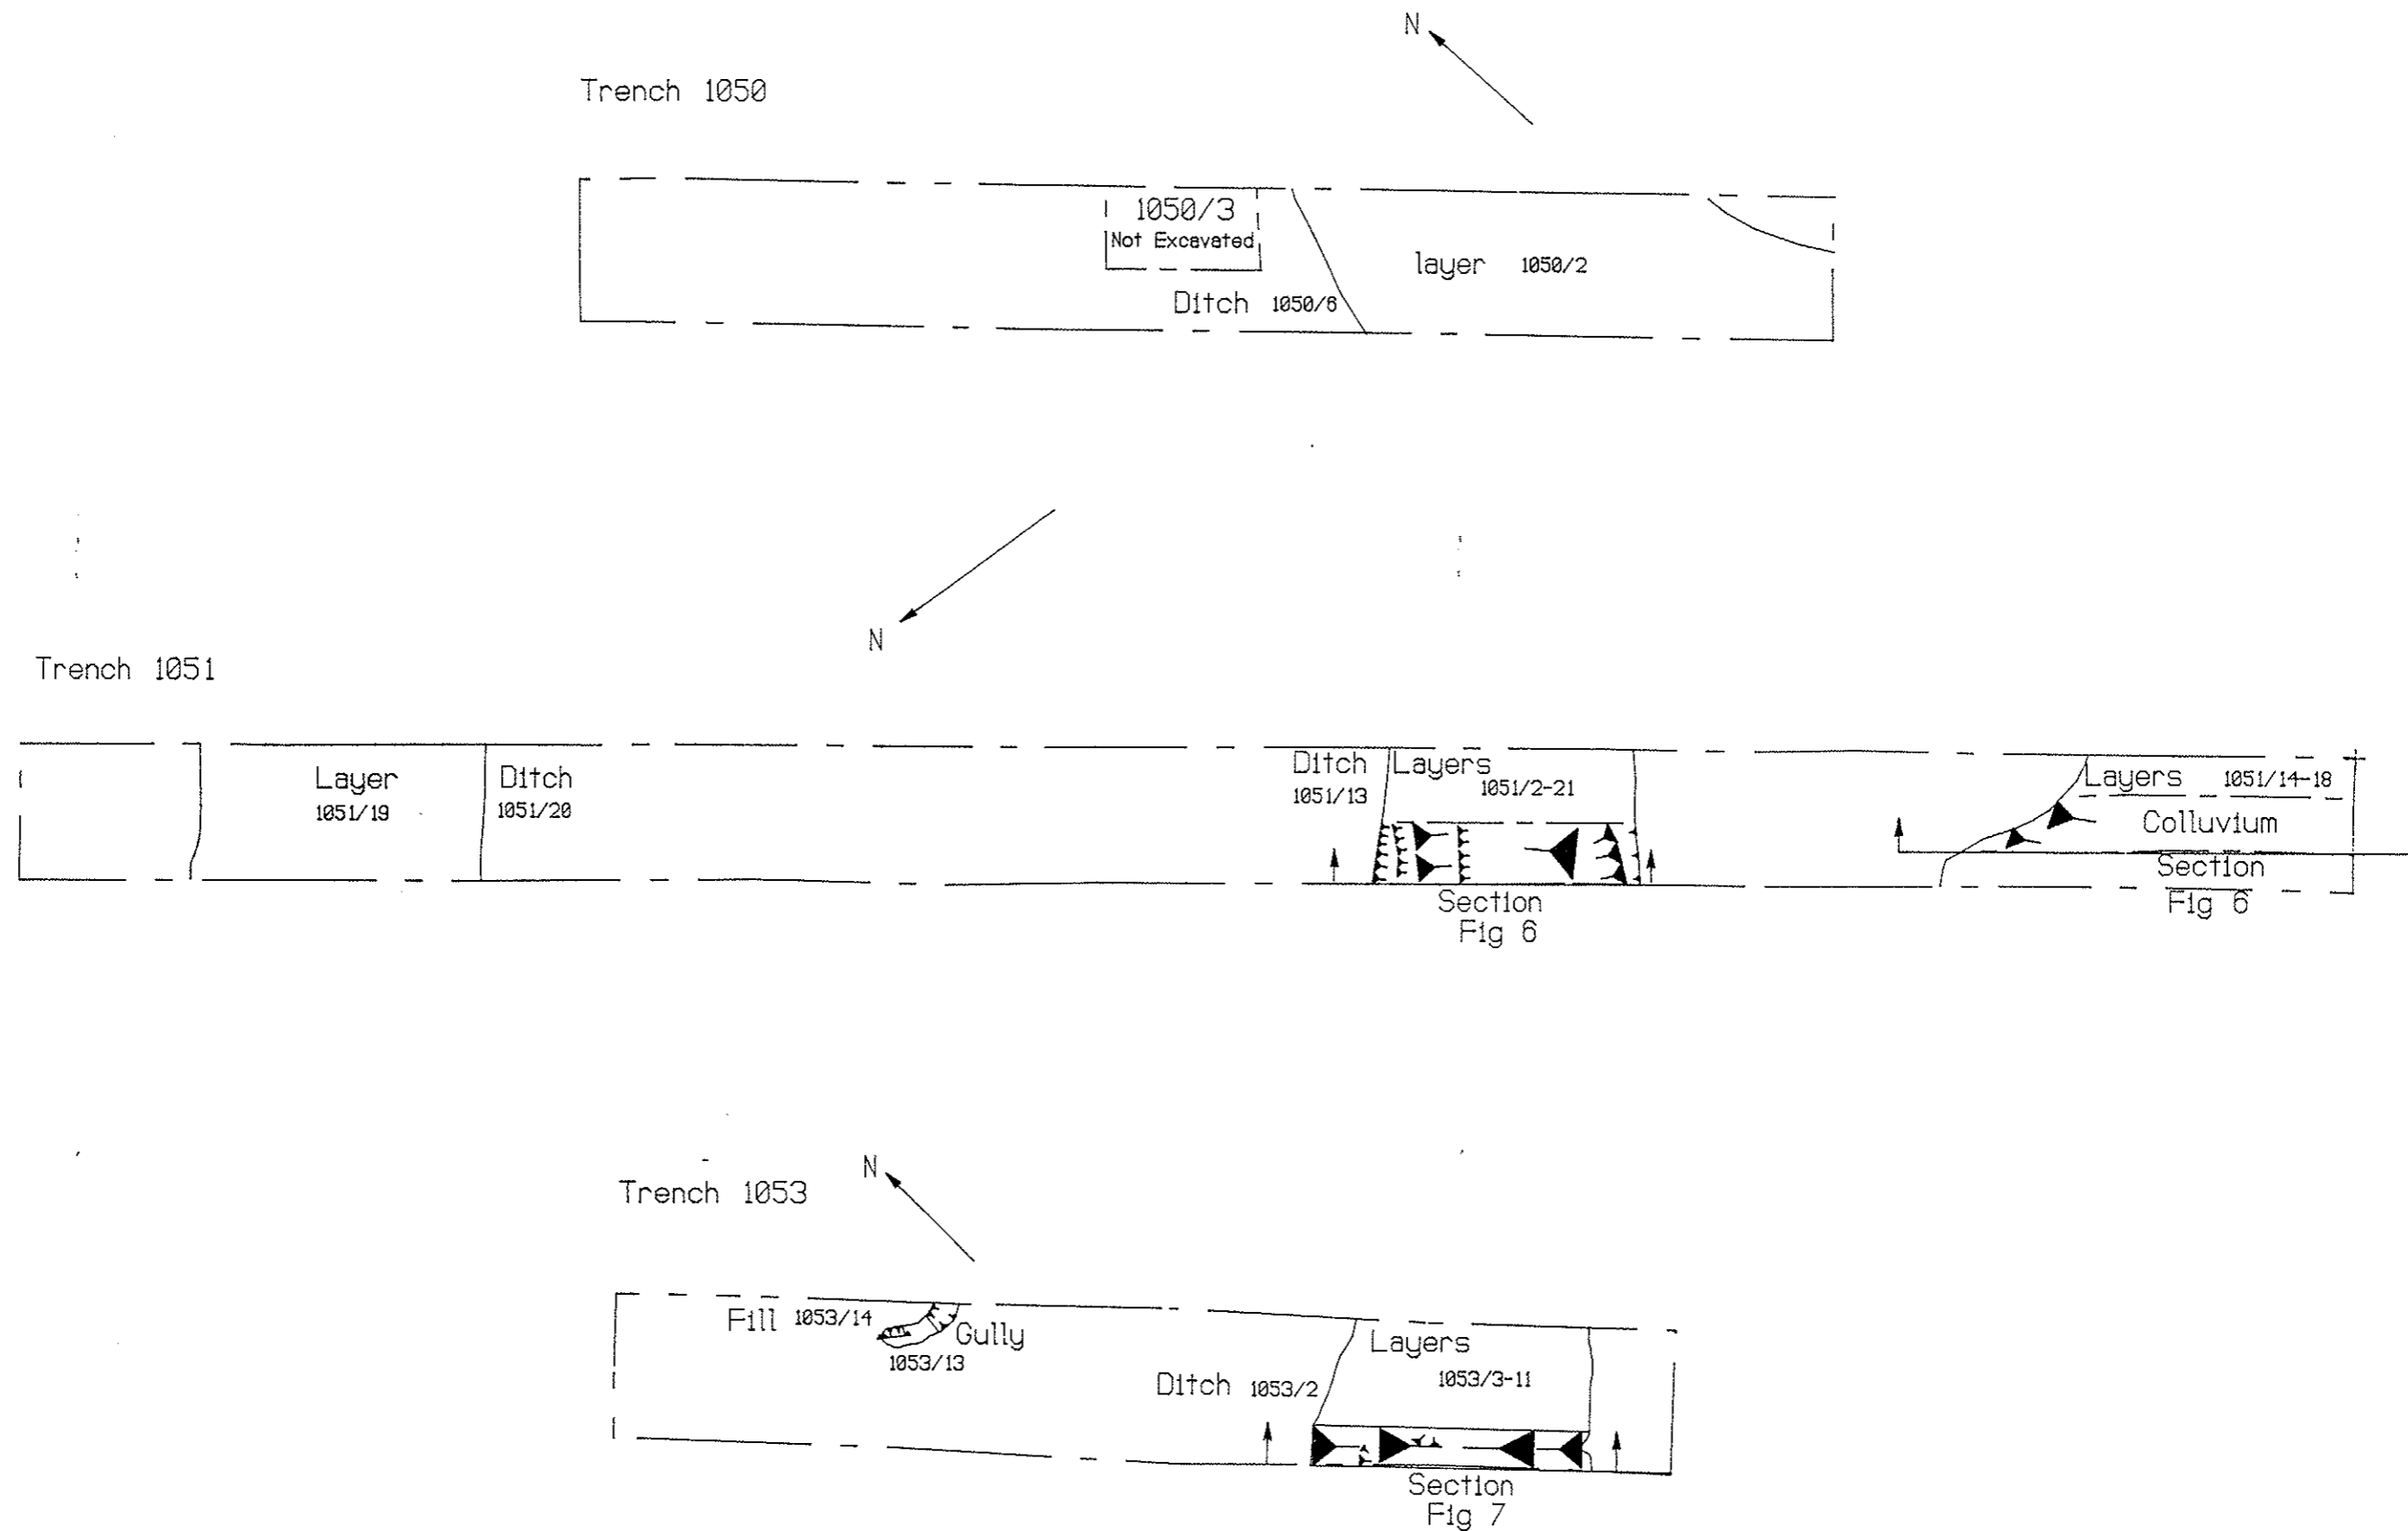 N
Trench 1050
1050/3
Not Excavated
layer 1050/2
Ditch 1050/6
N
Trench 1051
Layer
1051/19
Ditch
1051/20
Ditch
1051/13
Layers
1051/2-21
Layers 1051/14-18
Colluvium
Section
Fig 6
Section
Fig 6
N
Trench 1053
Fill 1053/14
Gully
1053/13
Layers
1053/3-11
Ditch 1053/2
Section
Fig 7